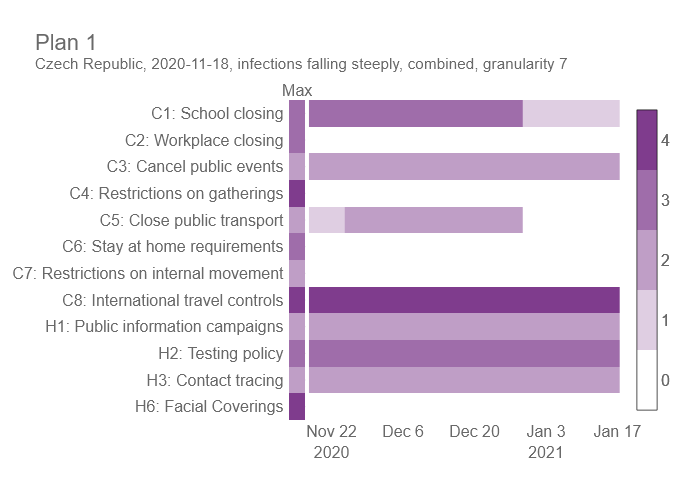 Plan 1
Czech Republic, 2020-11-18, infections falling steeply, combined, granularity 7
Max
C1: School closing
C2: Workplace closing
C3: Cancel public events
C4: Restrictions on gatherings
C5: Close public transport
C6: Stay at home requirements
C7: Restrictions on internal movement
C8: International travel controls
H1: Public information campaigns
H2: Testing policy
H3: Contact tracing
H6: Facial Coverings
4
3
2
1
0
Nov 22 Dec 6 Dec 20 Jan 3 Jan 17
2020 2021